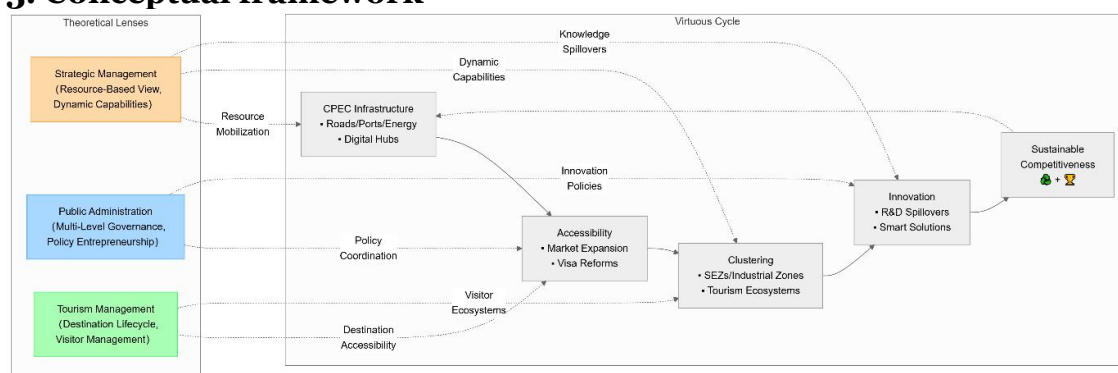 3. Conceptual framework
Theoretical Lenses
Virtuous Cycle
Strategic Management
(Resource-Based View,
Dynamic Capabilities)
Public Administration
(Multi-Level Governance,
Policy Entrepreneurship)
Tourism Management
(Destination Lifecycle,
Visitor Management)
Resource
Mobilization
Knowledge
Spillovers
Dynamic
Capabilities
CPEC Infrastructure
• Roads/Ports/Energy
• Digital Hubs
Innovation
Policies
Policy
Coordination
Visitor
Ecosystems
Destination
Accessibility
Accessibility
• Market Expansion
• Visa Reforms
Clustering
• SEZs/Industrial Zones
• Tourism Ecosystems
Innovation
• R&D Spillovers
• Smart Solutions
Sustainable
Competitiveness
♻ + 🏆